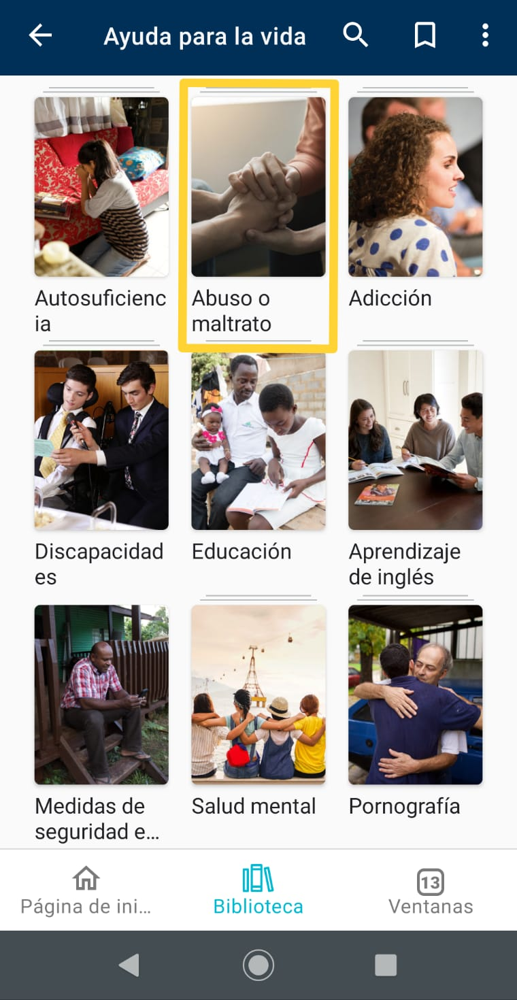 Ayuda para la vida
Autosuficienc
ia
Abuso o
maltrato
Adicción
Discapacidad
es
Educación
Aprendizaje
de inglés
Medidas de
seguridad e...
Salud mental
Pornografía
Página de ini...
Biblioteca
13
Ventanas